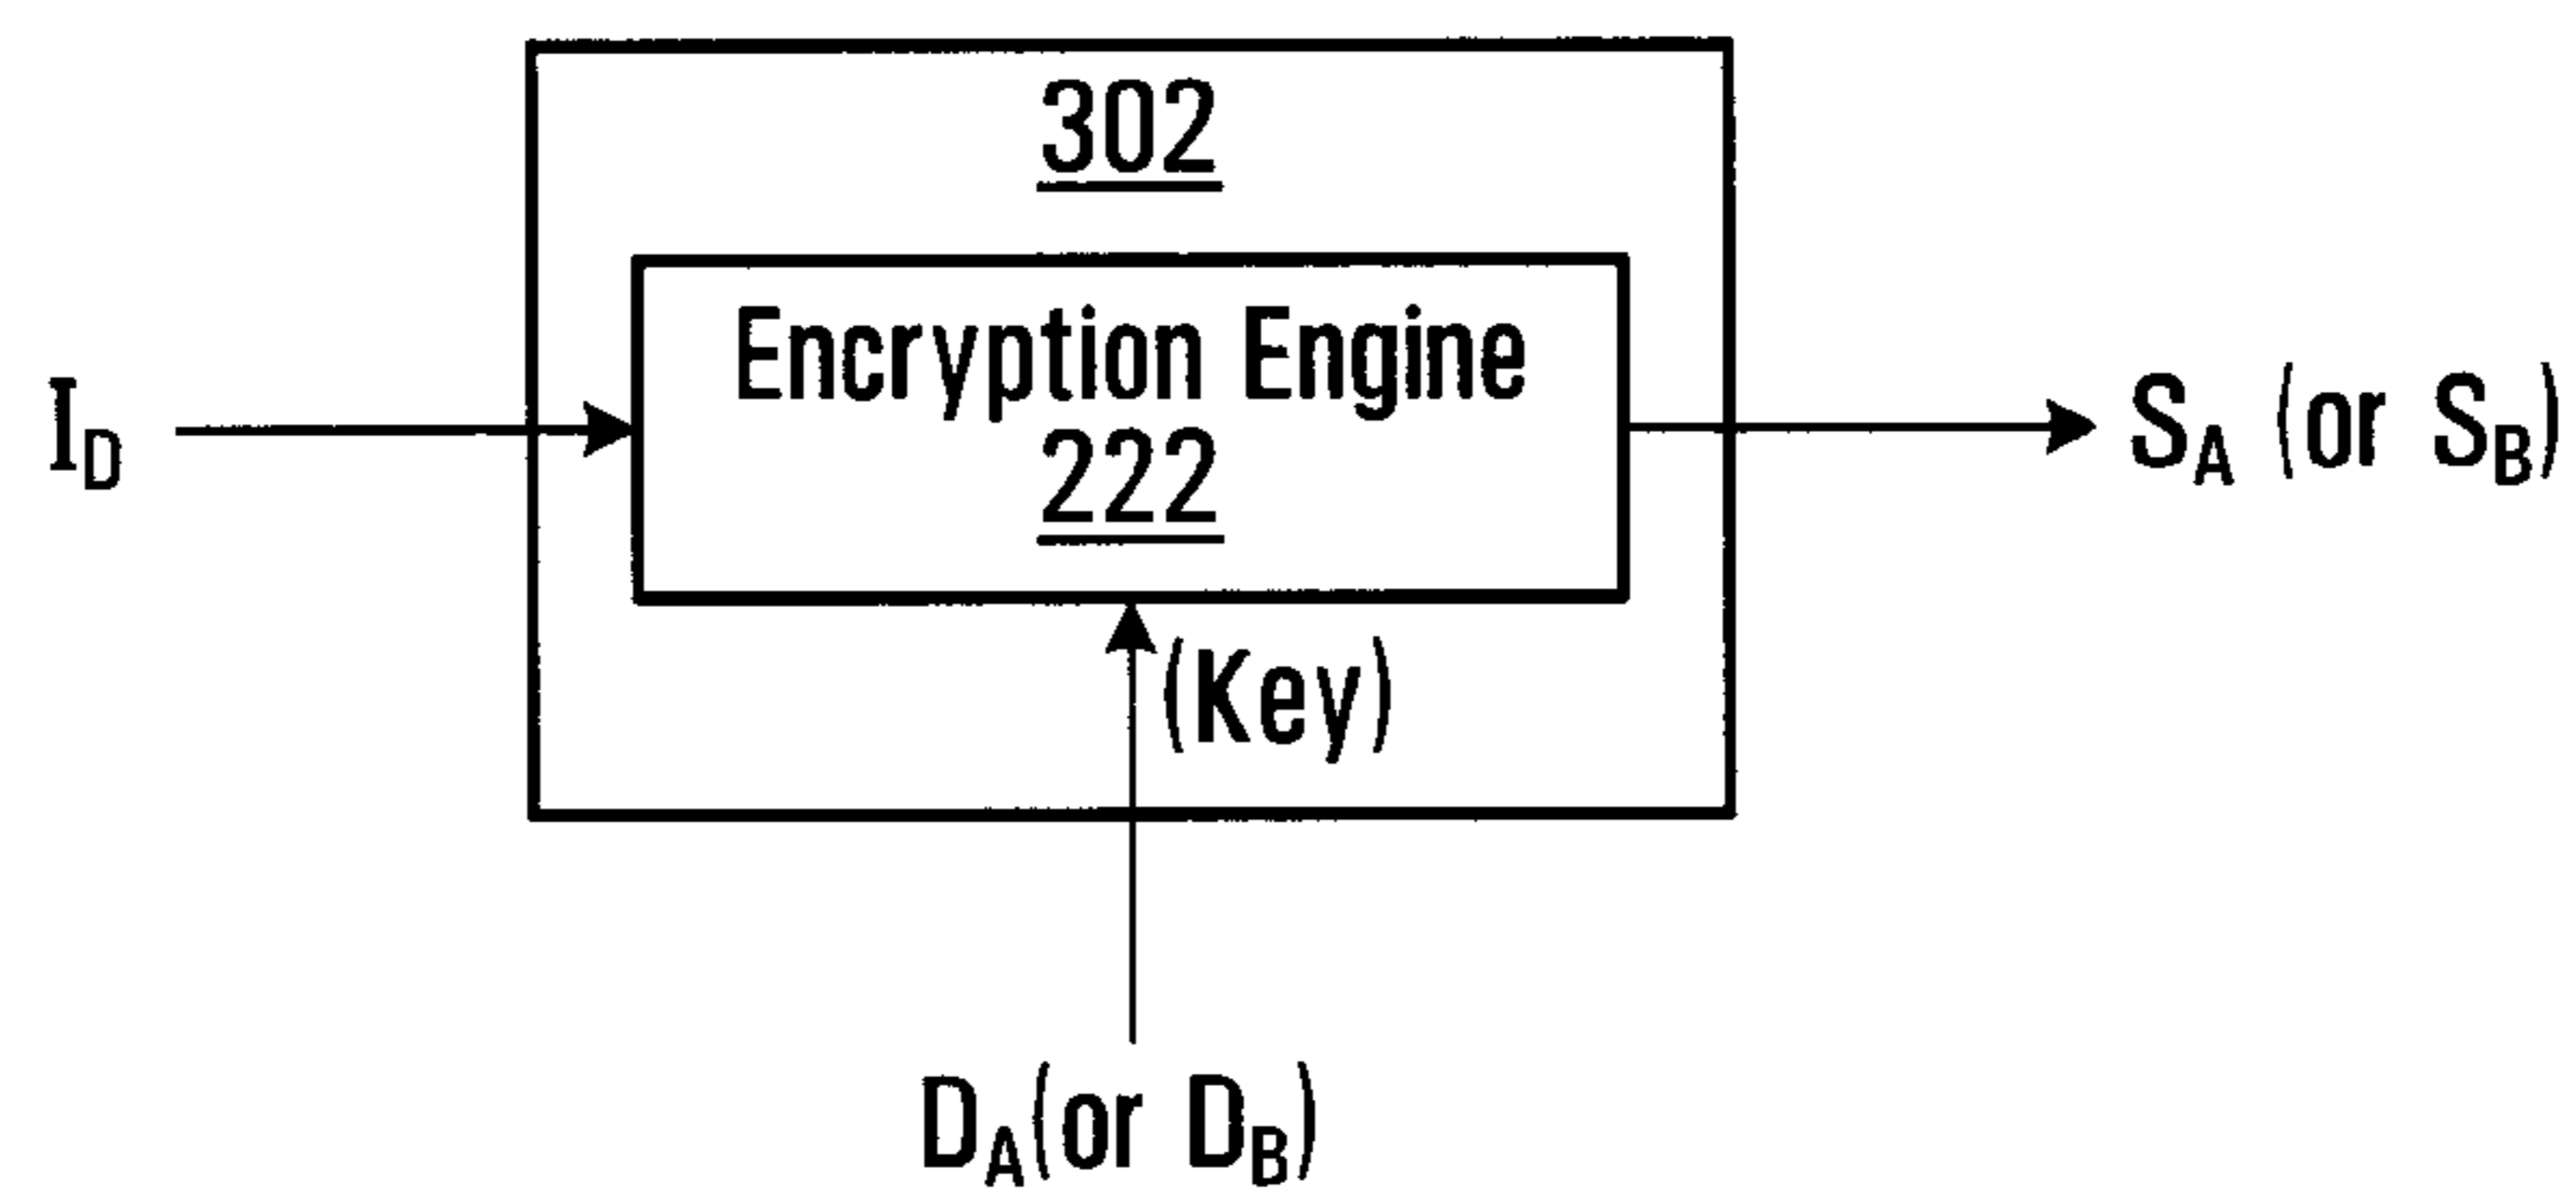 302
Encryption Engine
222
I_D
S_A (or S_B)
(Key)
D_A(or D_B)